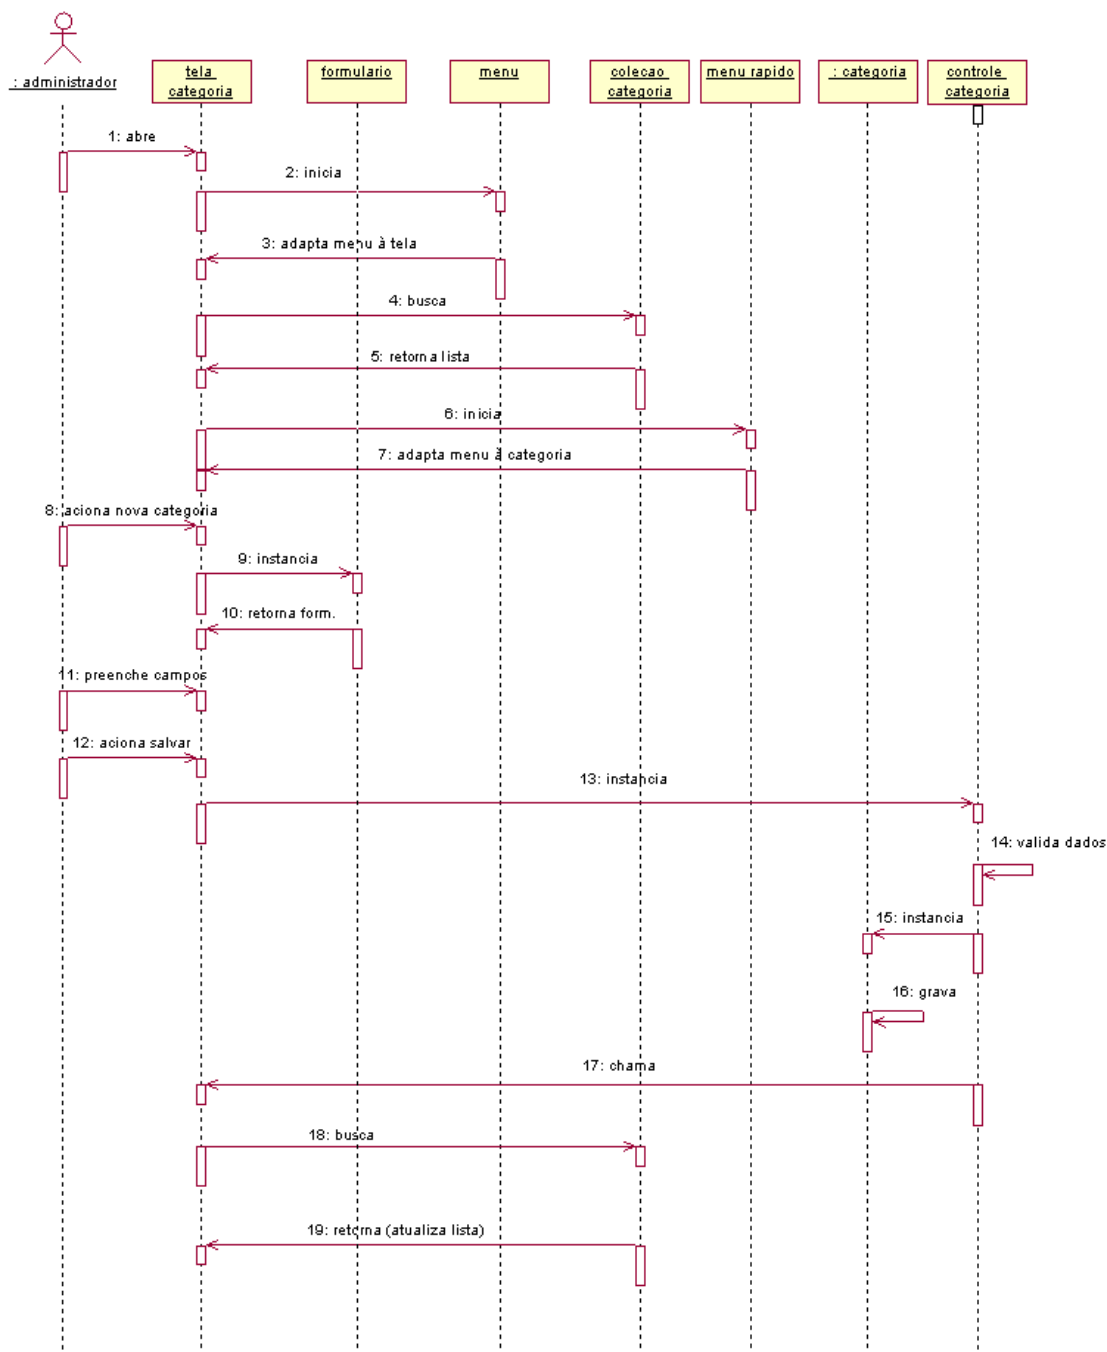 : administrador
tela
categoria
formulario
menu
colecao
categoria
menu rapido
: categoria
controle
categoria
1: abre
2: inicia
3: adapta menu à tela
4: busca
5: retorna lista
6: inicia
7: adapta menu à categoria
8: aciona nova categoria
9: instancia
10: retorna form.
11: preenche campos
12: aciona salvar
13: instancia
14: valida dados
15: instancia
16: grava
17: chama
18: busca
19: retorna (atualiza lista)